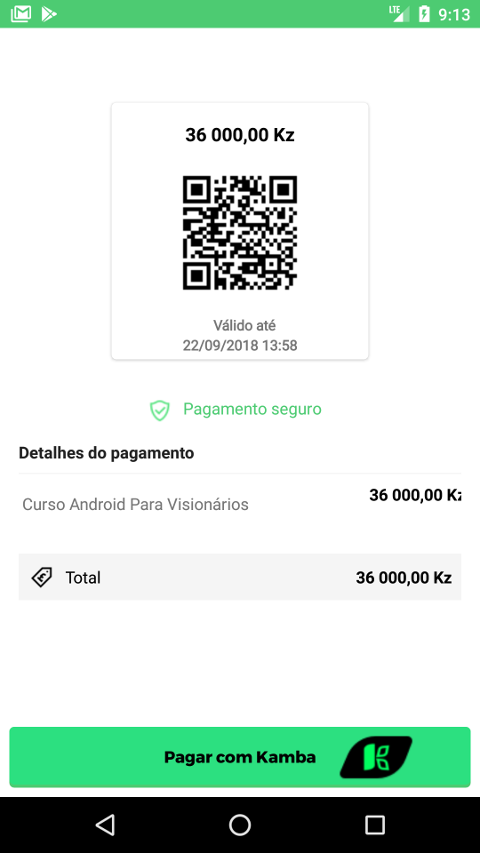 LTE 9:13
36 000,00 Kz
Válido até
22/09/2018 13:58
Pagamento seguro
Detalhes do pagamento
Curso Android Para Visionários 36 000,00 Kz
Total 36 000,00 Kz
Pagar com Kamba